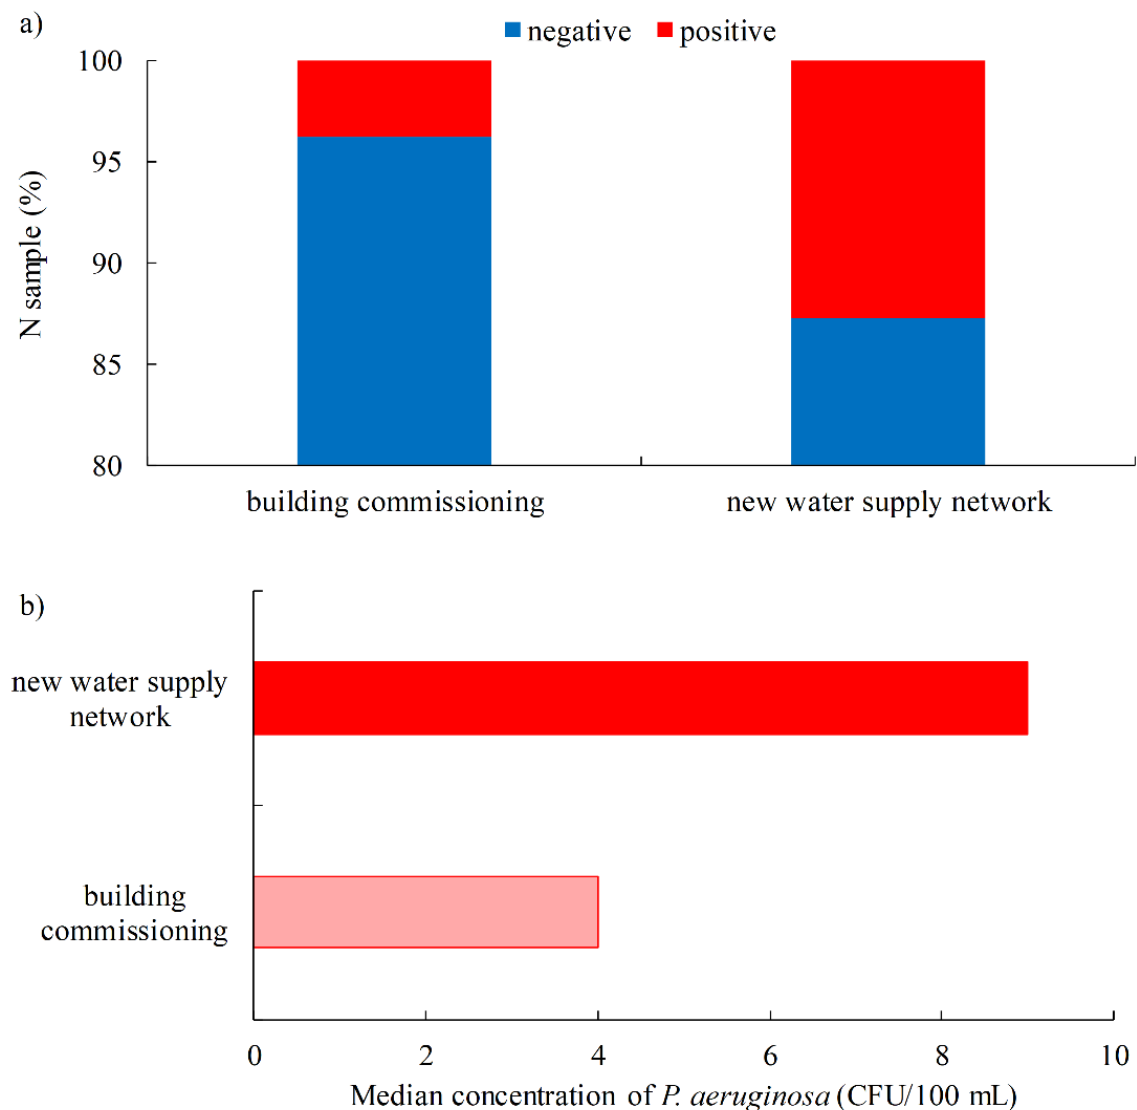 a)
negative positive
100
95
90
85
80
N sample (%)
building commissioning new water supply network
b)
new water supply
network
building
commissioning
0 2 4 6 8 10
Median concentration of P. aeruginosa (CFU/100 mL)